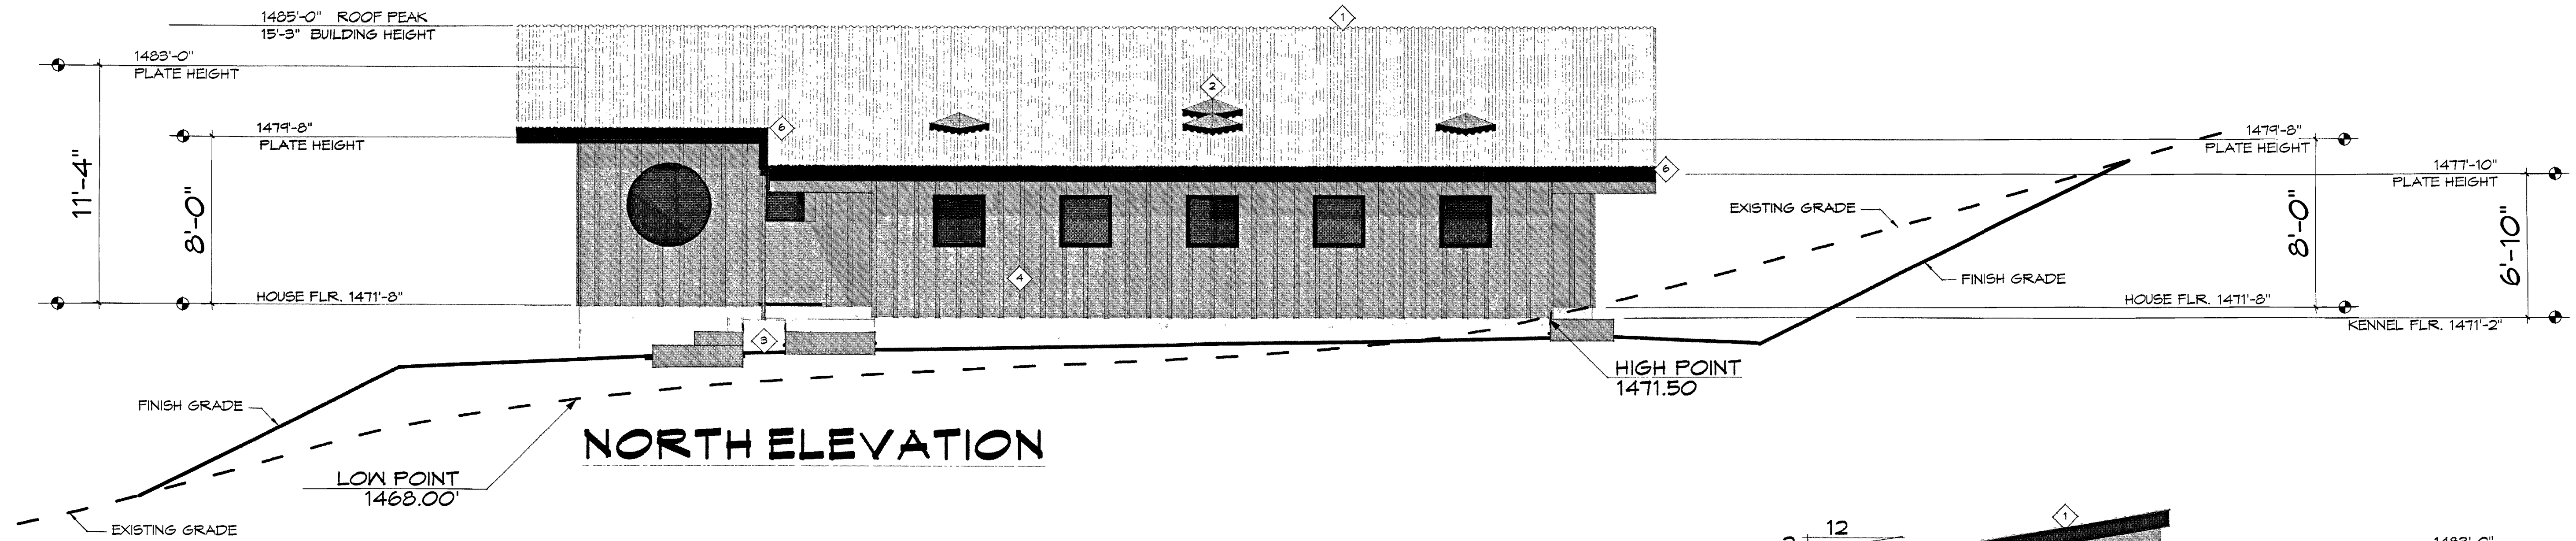 1485'-0" ROOF PEAK
15'-3" BUILDING HEIGHT
1
1483'-0"
PLATE HEIGHT
2
1479'-8"
PLATE HEIGHT
6
1479'-8"
PLATE HEIGHT
6
1477'-10"
PLATE HEIGHT
11'-4"
8'-0"
EXISTING GRADE
8'-0"
6'-10"
4
FINISH GRADE
HOUSE FLR. 1471'-8"
HOUSE FLR. 1471'-8"
KENNEL FLR. 1471'-2"
3
HIGH POINT
1471.50
FINISH GRADE
NORTH ELEVATION
LOW POINT
1468.00'
EXISTING GRADE
1
12